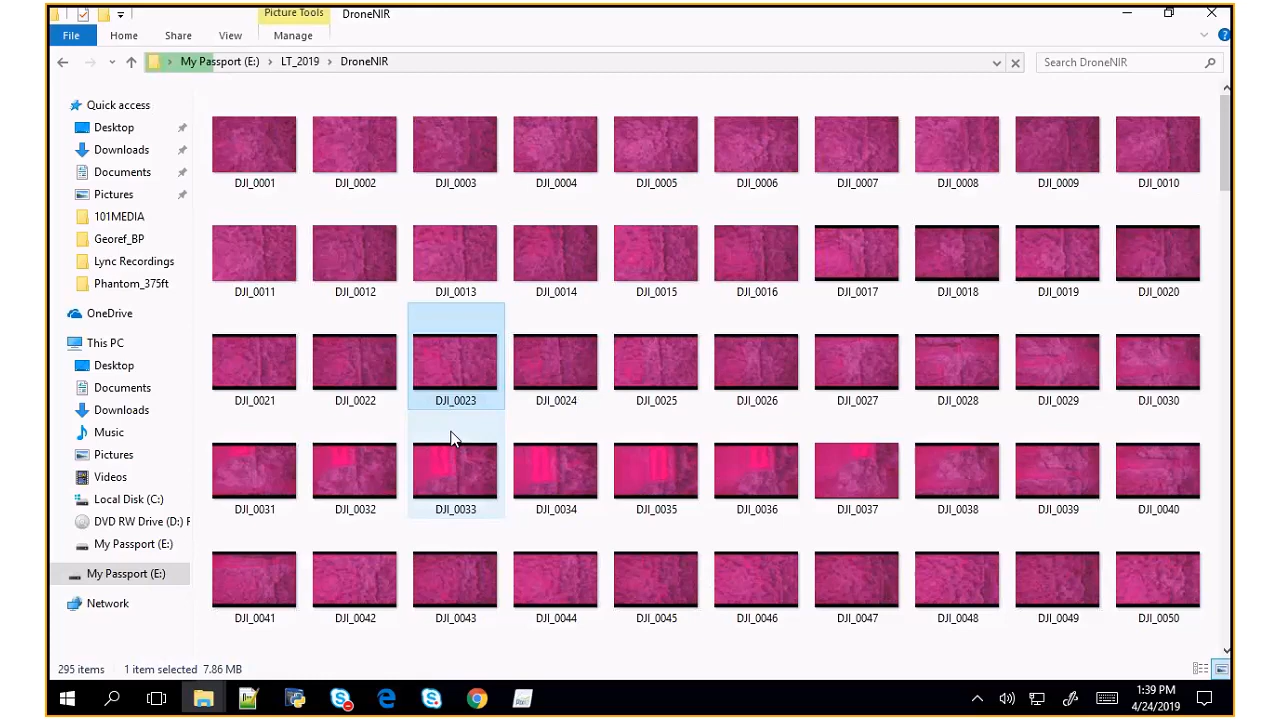 Picture Tools
DroneNIR
File
Home
Share
View
Manage
My Passport (E:)
LT_2019
DroneNIR
Search DroneNIR
Quick access
Desktop
Downloads
Documents
Pictures
101MEDIA
Georef_BP
Lync Recordings
Phantom_375ft
OneDrive
This PC
Desktop
Documents
Downloads
Music
Pictures
Videos
Local Disk (C:)
DVD RW Drive (D:) F
My Passport (E:)
My Passport (E:)
Network
DJI_0001 DJI_0002 DJI_0003 DJI_0004 DJI_0005 DJI_0006 DJI_0007 DJI_0008 DJI_0009 DJI_0010
DJI_0011 DJI_0012 DJI_0013 DJI_0014 DJI_0015 DJI_0016 DJI_0017 DJI_0018 DJI_0019 DJI_0020
DJI_0021 DJI_0022 DJI_0023 DJI_0024 DJI_0025 DJI_0026 DJI_0027 DJI_0028 DJI_0029 DJI_0030
DJI_0031 DJI_0032 DJI_0033 DJI_0034 DJI_0035 DJI_0036 DJI_0037 DJI_0038 DJI_0039 DJI_0040
DJI_0041 DJI_0042 DJI_0043 DJI_0044 DJI_0045 DJI_0046 DJI_0047 DJI_0048 DJI_0049 DJI_0050
295 items 1 item selected 7.86 MB
1:39 PM
4/24/2019